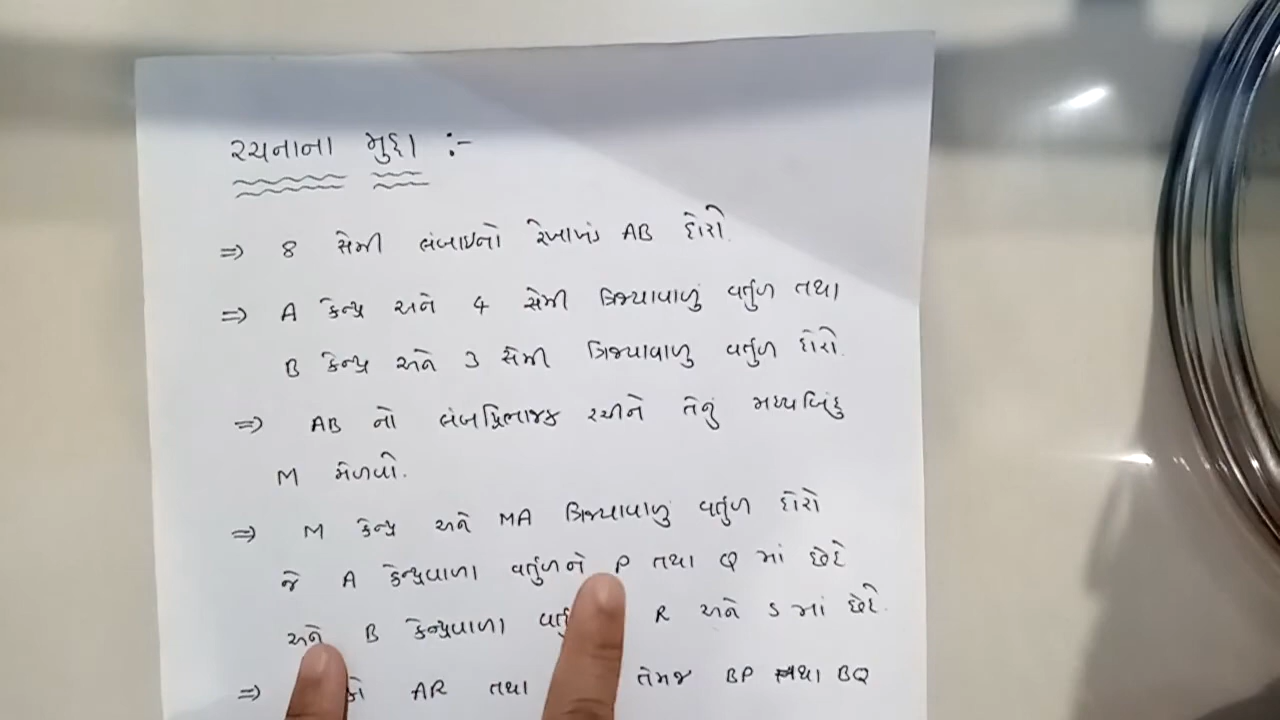 રચનાના મુદ્દા :-
⇒ 8 સેમી લંબાઇનો રેખાખંડ AB દોરો.
⇒ A કેન્દ્ર અને 4 સેમી ત્રિજ્યાવાળું વર્તુળ તથા
B કેન્દ્ર અને 3 સેમી ત્રિજ્યાવાળુ વર્તુળ દોરો.
⇒ AB નો લંબદ્વિભાજક રચીને તેનું મધ્યબિંદુ
M મેળવો.
⇒ M કેન્દ્ર અને MA ત્રિજ્યાવાળું વર્તુળ દોરો
જે A કેન્દ્રવાળા વર્તુળને P તથા Q માં છેદે
અને B કેન્દ્રવાળા R અને S માં છેદે.
⇒ AR તથા તેમજ BP તથા BQ